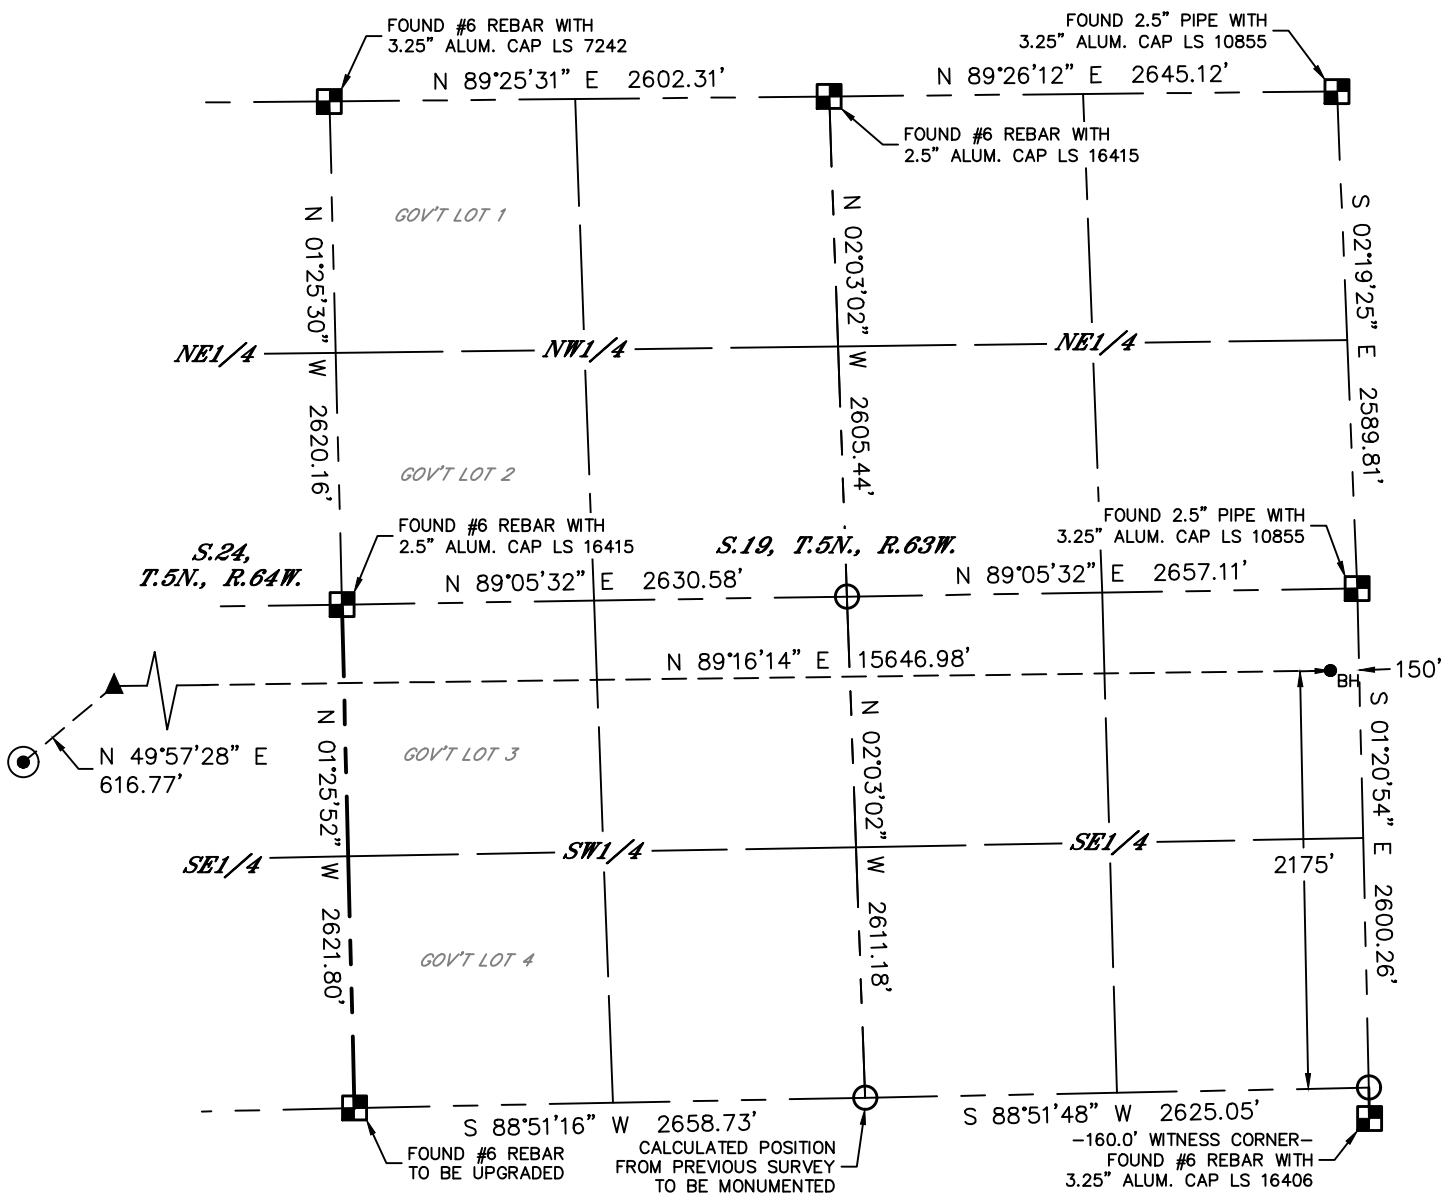 FOUND #6 REBAR WITH
3.25" ALUM. CAP LS 7242
FOUND 2.5" PIPE WITH
3.25" ALUM. CAP LS 10855
N 89°25'31" E 2602.31'
N 89°26'12" E 2645.12'
FOUND #6 REBAR WITH
2.5" ALUM. CAP LS 16415
GOV'T LOT 1
N 01°25'30" W 2620.16'
N 02°03'02" W 2605.44'
S 02°19'25" E 2589.81'
NE1/4
NW1/4
NE1/4
GOV'T LOT 2
FOUND #6 REBAR WITH
2.5" ALUM. CAP LS 16415
FOUND 2.5" PIPE WITH
3.25" ALUM. CAP LS 10855
S.24,
T.5N., R.64W.
S.19, T.5N., R.63W.
N 89°05'32" E 2630.58'
N 89°05'32" E 2657.11'
N 89°16'14" E 15646.98'
BH
150'
N 49°57'28" E
616.77'
GOV'T LOT 3
N 01°25'52" W 2621.80'
N 02°03'02" W 2611.18'
S 01°20'54" E 2600.26'
SE1/4
SW1/4
SE1/4
2175'
GOV'T LOT 4
S 88°51'16" W 2658.73'
S 88°51'48" W 2625.05'
FOUND #6 REBAR
TO BE UPGRADED
CALCULATED POSITION
FROM PREVIOUS SURVEY
TO BE MONUMENTED
-160.0' WITNESS CORNER-
FOUND #6 REBAR WITH
3.25" ALUM. CAP LS 16406